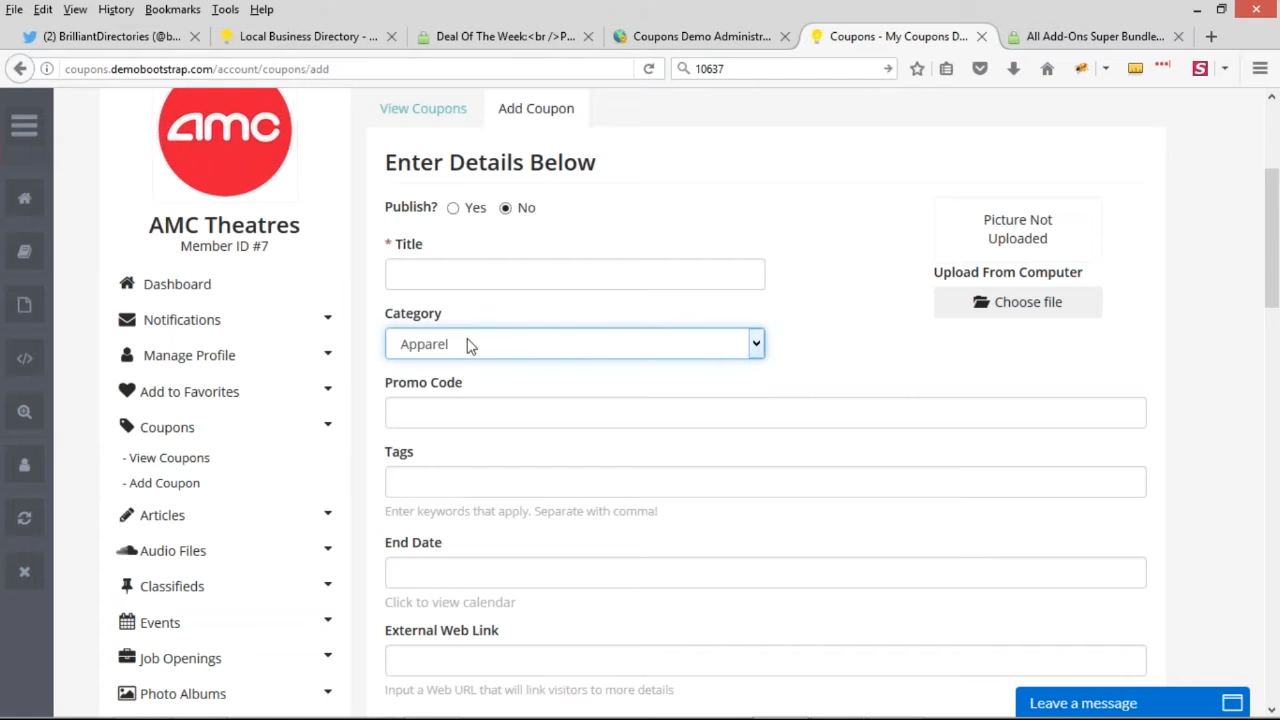 File Edit View History Bookmarks Tools Help
(2) BrilliantDirectories (@b...
Local Business Directory - ...
Deal Of The Week:<br />P...
Coupons Demo Administr...
Coupons - My Coupons D...
All Add-Ons Super Bundle...
coupons.demobootstrap.com/account/coupons/add
10637
S
amc
AMC Theatres
Member ID #7
Dashboard
Notifications
Manage Profile
Add to Favorites
Coupons
- View Coupons
- Add Coupon
Articles
Audio Files
Classifieds
Events
Job Openings
Photo Albums
View Coupons
Add Coupon
Enter Details Below
Publish? Yes No
* Title
Category
Apparel
Promo Code
Tags
Enter keywords that apply. Separate with comma!
End Date
Click to view calendar
External Web Link
Input a Web URL that will link visitors to more details
Picture Not
Uploaded
Upload From Computer
Choose file
Leave a message